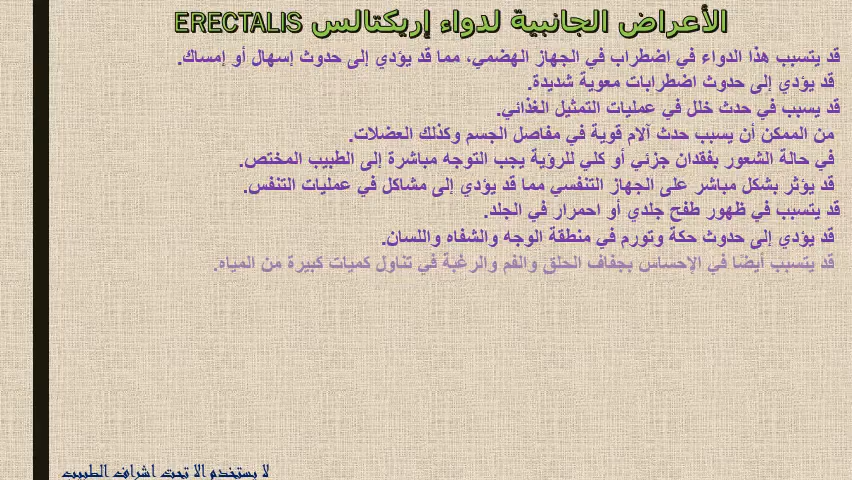 الأعراض الجانبية لدواء إريكتالس ERECTALIS
قد يتسبب هذا الدواء في اضطراب في الجهاز الهضمي، مما قد يؤدي إلى حدوث إسهال أو إمساك.
قد يؤدي إلى حدوث اضطرابات معوية شديدة.
قد يسبب في حدث خلل في عمليات التمثيل الغذائي.
من الممكن أن يسبب حدث آلام قوية في مفاصل الجسم وكذلك العضلات.
في حالة الشعور بفقدان جزئي أو كلي للرؤية يجب التوجه مباشرة إلى الطبيب المختص.
قد يؤثر بشكل مباشر على الجهاز التنفسي مما قد يؤدي إلى مشاكل في عمليات التنفس.
قد يتسبب في ظهور طفح جلدي أو احمرار في الجلد.
قد يؤدي إلى حدوث حكة وتورم في منطقة الوجه والشفاه واللسان.
قد يتسبب أيضًا في الإحساس بجفاف الحلق والفم والرغبة في تناول كميات كبيرة من المياه.
لا يستخدم الا تحت اشراف الطبيب